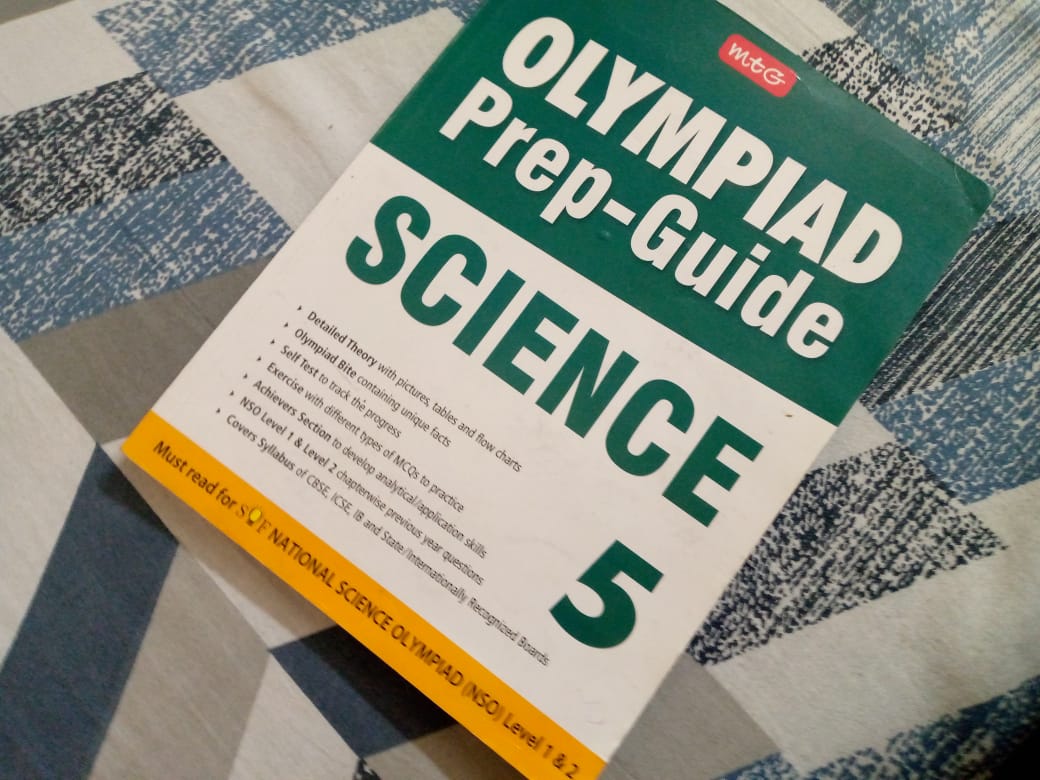 mtG
OLYMPIAD
Prep-Guide
SCIENCE
5
Detailed Theory with pictures, tables and flow charts
Olympiad Bite containing unique facts
Self Test to track the progress
Exercise with different types of MCQs to practice
Achievers Section to develop analytical/application skills
NSO Level 1 & Level 2 chapterwise previous year questions
Covers Syllabus of CBSE, ICSE, IB and State/Internationally Recognized Boards
Must read for SOF NATIONAL SCIENCE OLYMPIAD (NSO) Level 1 & 2